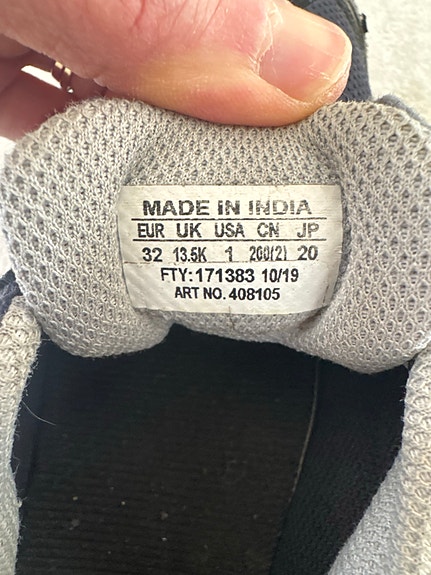 MADE IN INDIA
EUR UK USA CN JP
32 13.5K 1 200(2) 20
FTY:171383 10/19
ART NO. 408105